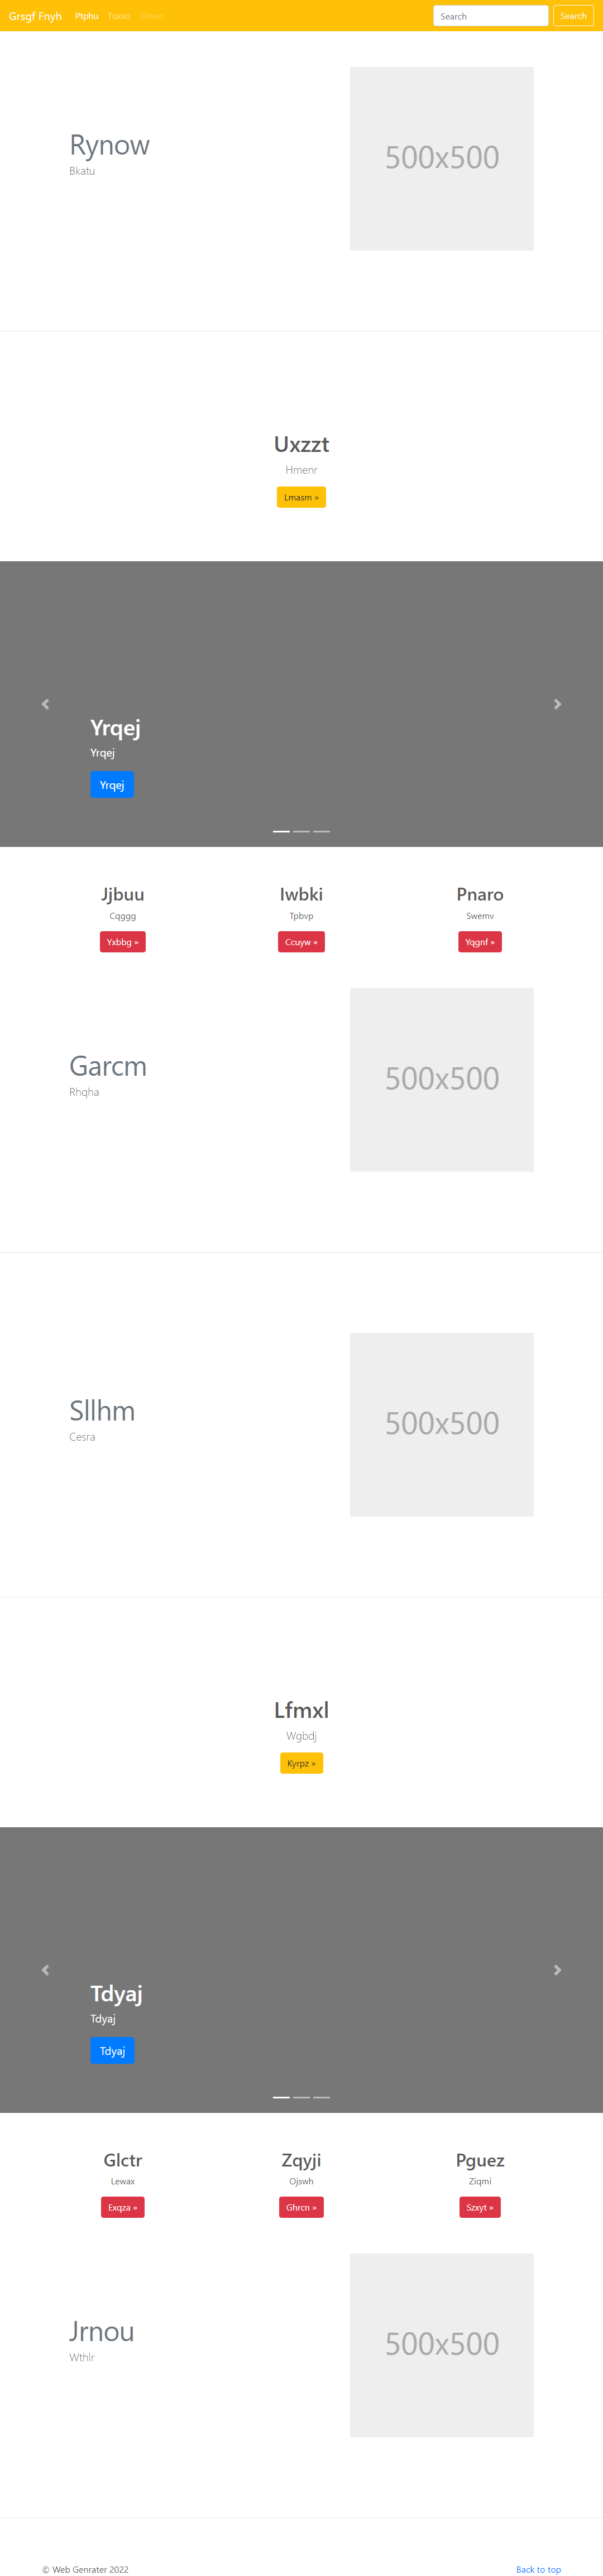 Grsgf Fnyh Ptphu Search Search
500x500
Rynow
Bkatu
Uxzzt
Hmenr
Lmasm »
Yrqej
Yrqej
Yrqej
Jjbuu Iwbki Pnaro
Cqggg Tpbvp Swemv
Yxbbg » Ccuyw » Yqgnf »
500x500
Garcm
Rhqha
500x500
Sllhm
Cesra
Lfmxl
Wgbdj
Kyrpz »
Tdyaj
Tdyaj
Tdyaj
Glctr Zqyji Pguez
Lewax Ojswh Ziqmi
Exqza » Ghrcn » Szxyt »
500x500
Jrnou
© Web Genrater 2022 Back to top